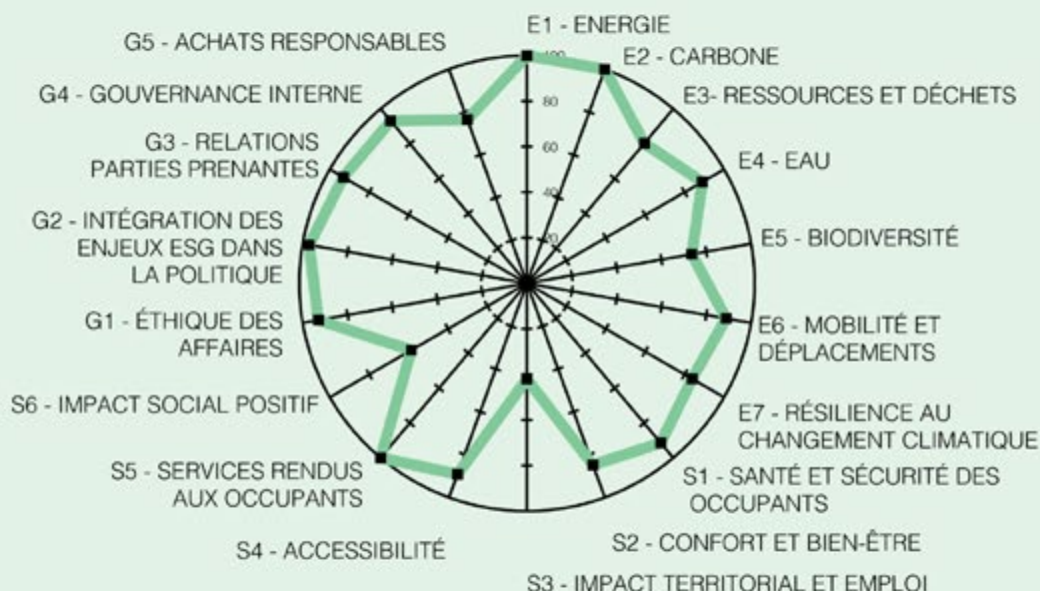 E1 - ENERGIE
G5 - ACHATS RESPONSABLES
100
E2 - CARBONE
G4 - GOUVERNANCE INTERNE
80
E3- RESSOURCES ET DÉCHETS
G3 - RELATIONS
PARTIES PRENANTES
60
E4 - EAU
40
G2 - INTÉGRATION DES
ENJEUX ESG DANS
LA POLITIQUE
20
E5 - BIODIVERSITÉ
G1 - ÉTHIQUE DES
AFFAIRES
E6 - MOBILITÉ ET
DÉPLACEMENTS
S6 - IMPACT SOCIAL POSITIF
E7 - RÉSILIENCE AU
CHANGEMENT CLIMATIQUE
S5 - SERVICES RENDUS
AUX OCCUPANTS
S1 - SANTÉ ET SÉCURITÉ DES
OCCUPANTS
S4 - ACCESSIBILITÉ
S2 - CONFORT ET BIEN-ÊTRE
S3 - IMPACT TERRITORIAL ET EMPLOI